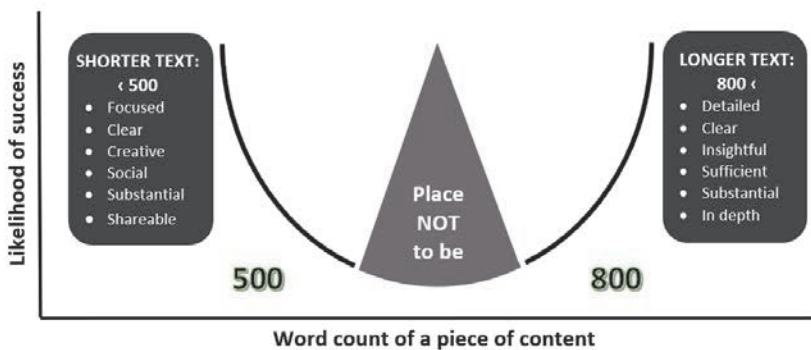 Likelihood of success
SHORTER TEXT:
‹ 500
• Focused
• Clear
• Creative
• Social
• Substantial
• Shareable
Place
NOT
to be
LONGER TEXT:
800 ‹
• Detailed
• Clear
• Insightful
• Sufficient
• Substantial
• In depth
500
800
Word count of a piece of content